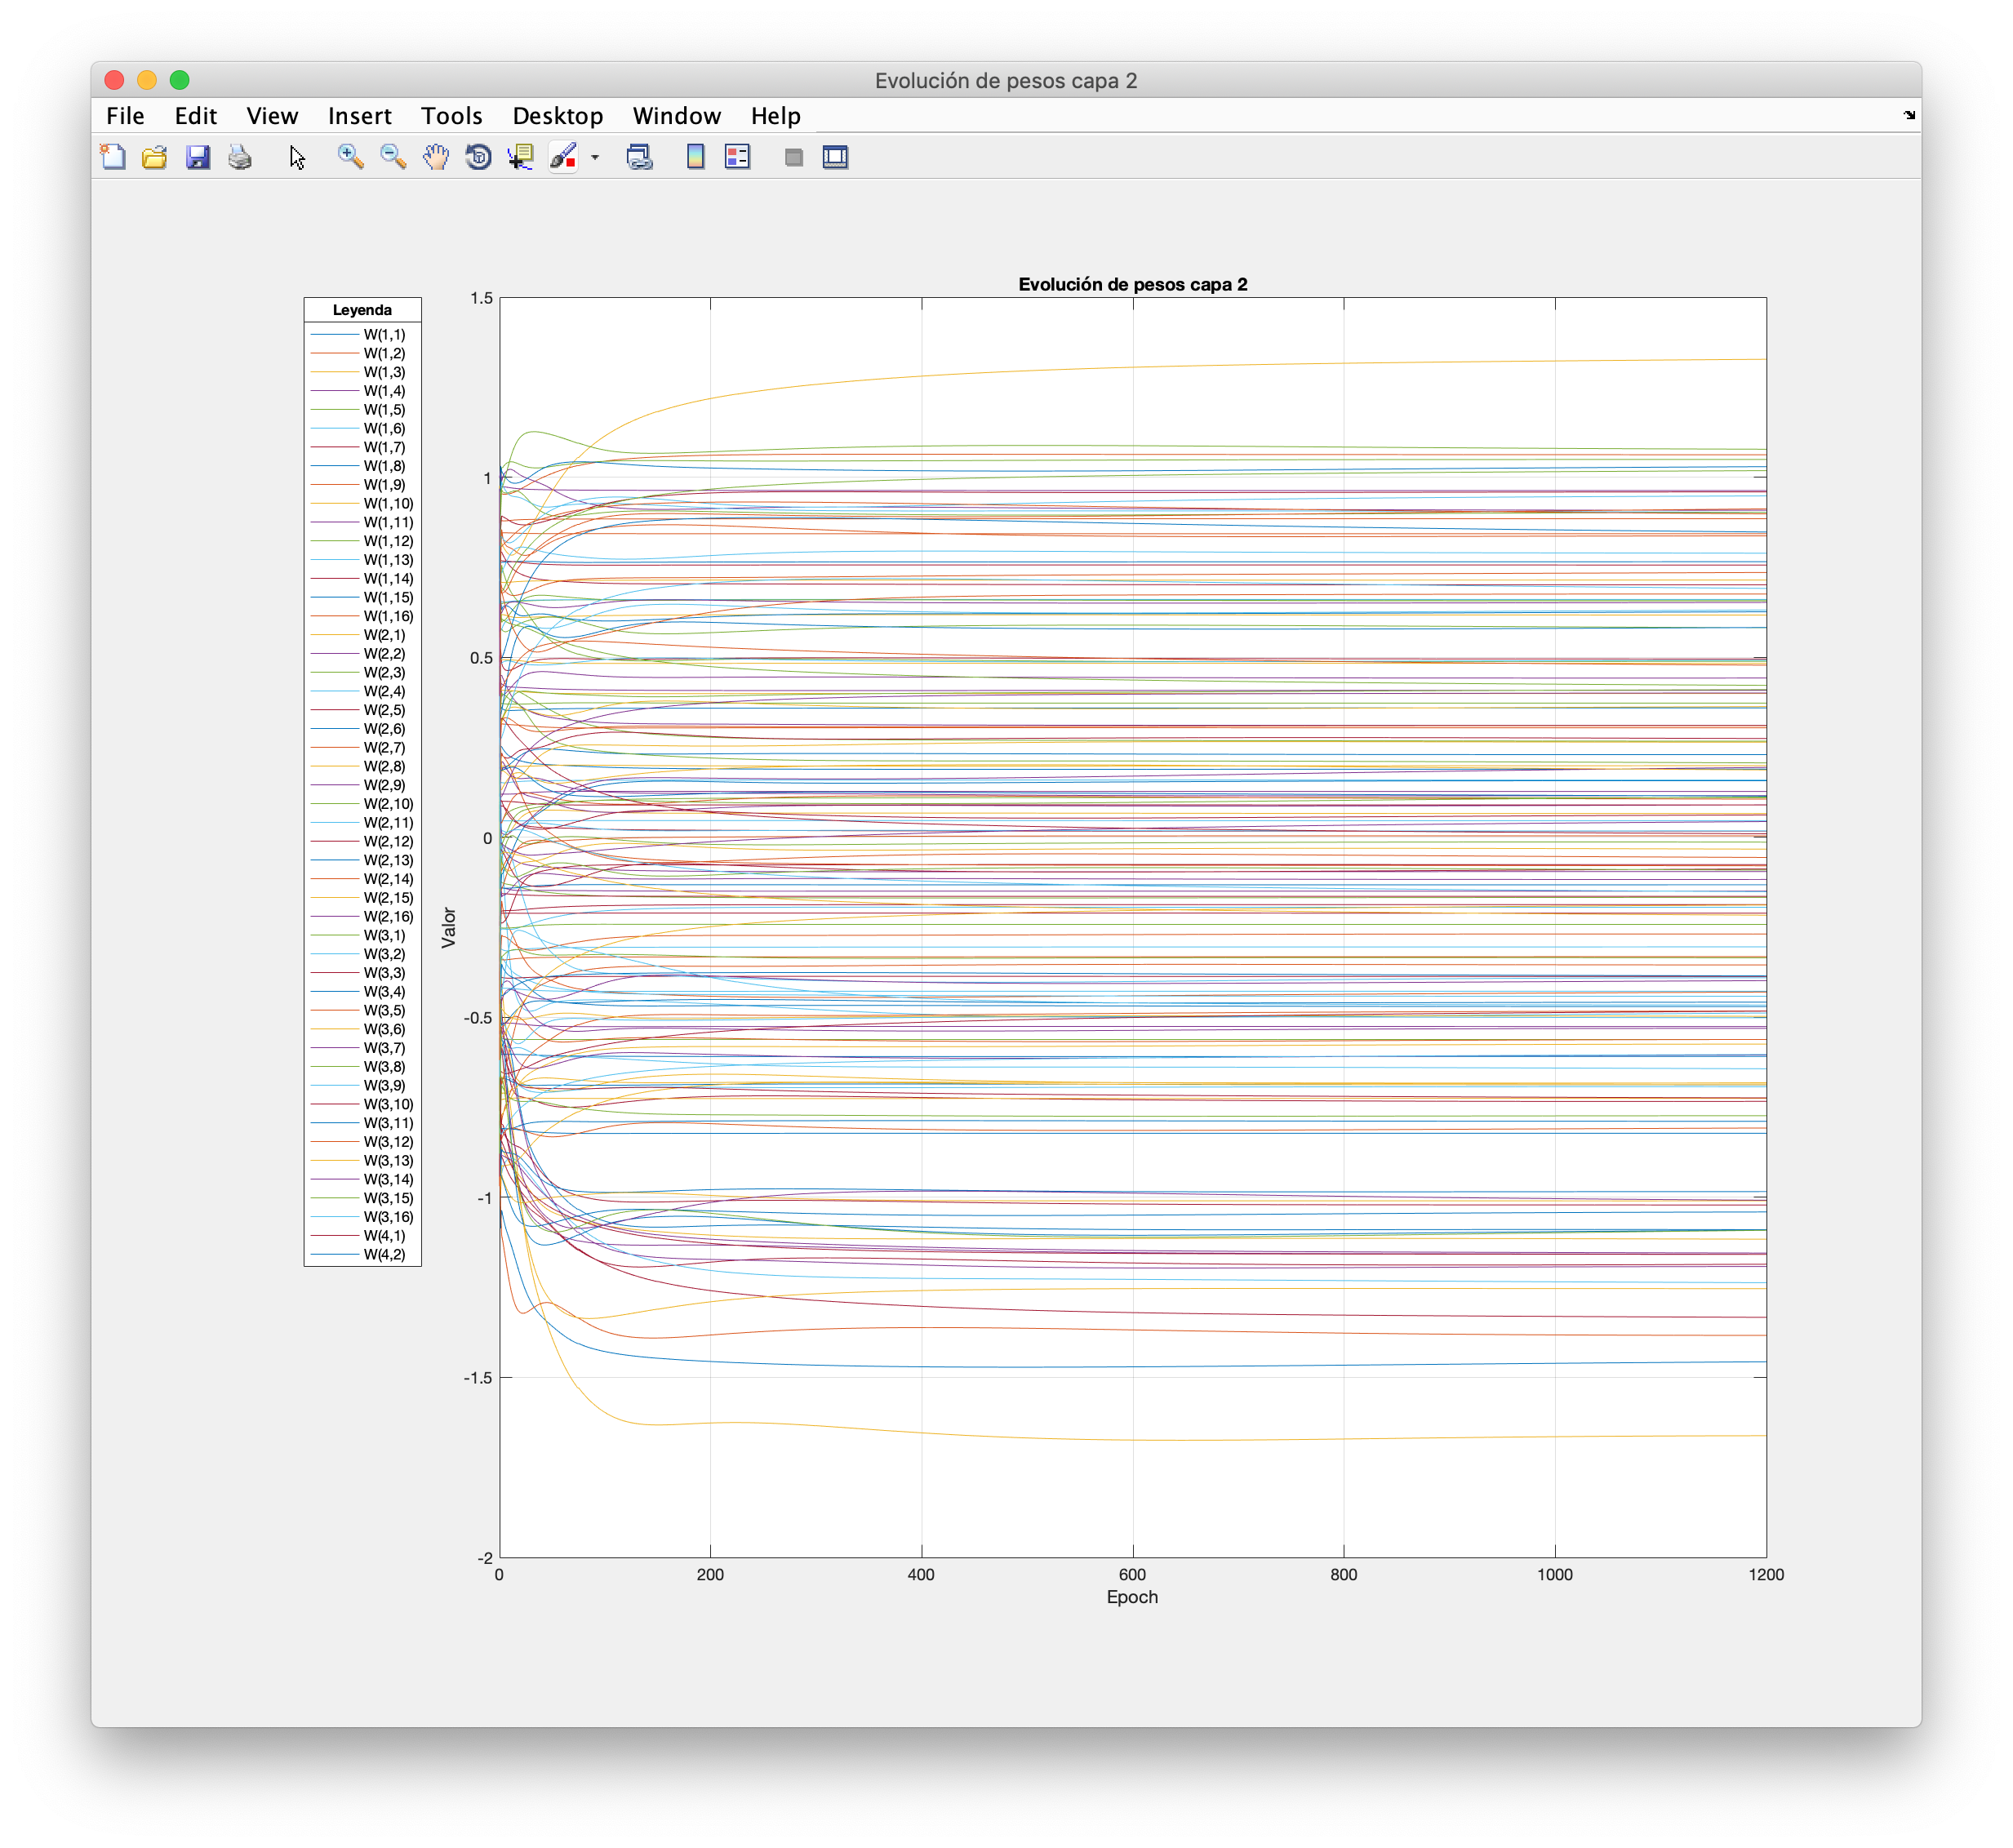 Evolución de pesos capa 2
File Edit View Insert Tools Desktop Window Help
Evolución de pesos capa 2
Leyenda
W(1,1)
W(1,2)
W(1,3)
W(1,4)
W(1,5)
W(1,6)
W(1,7)
W(1,8)
W(1,9)
W(1,10)
W(1,11)
W(1,12)
W(1,13)
W(1,14)
W(1,15)
W(1,16)
W(2,1)
W(2,2)
W(2,3)
W(2,4)
W(2,5)
W(2,6)
W(2,7)
W(2,8)
W(2,9)
W(2,10)
W(2,11)
W(2,12)
W(2,13)
W(2,14)
W(2,15)
W(2,16)
W(3,1)
W(3,2)
W(3,3)
W(3,4)
W(3,5)
W(3,6)
W(3,7)
W(3,8)
W(3,9)
W(3,10)
W(3,11)
W(3,12)
W(3,13)
W(3,14)
W(3,15)
W(3,16)
W(4,1)
W(4,2)
Valor
1.5
1
0.5
0
-0.5
-1
-1.5
-2
0 200 400 600 800 1000 1200
Epoch